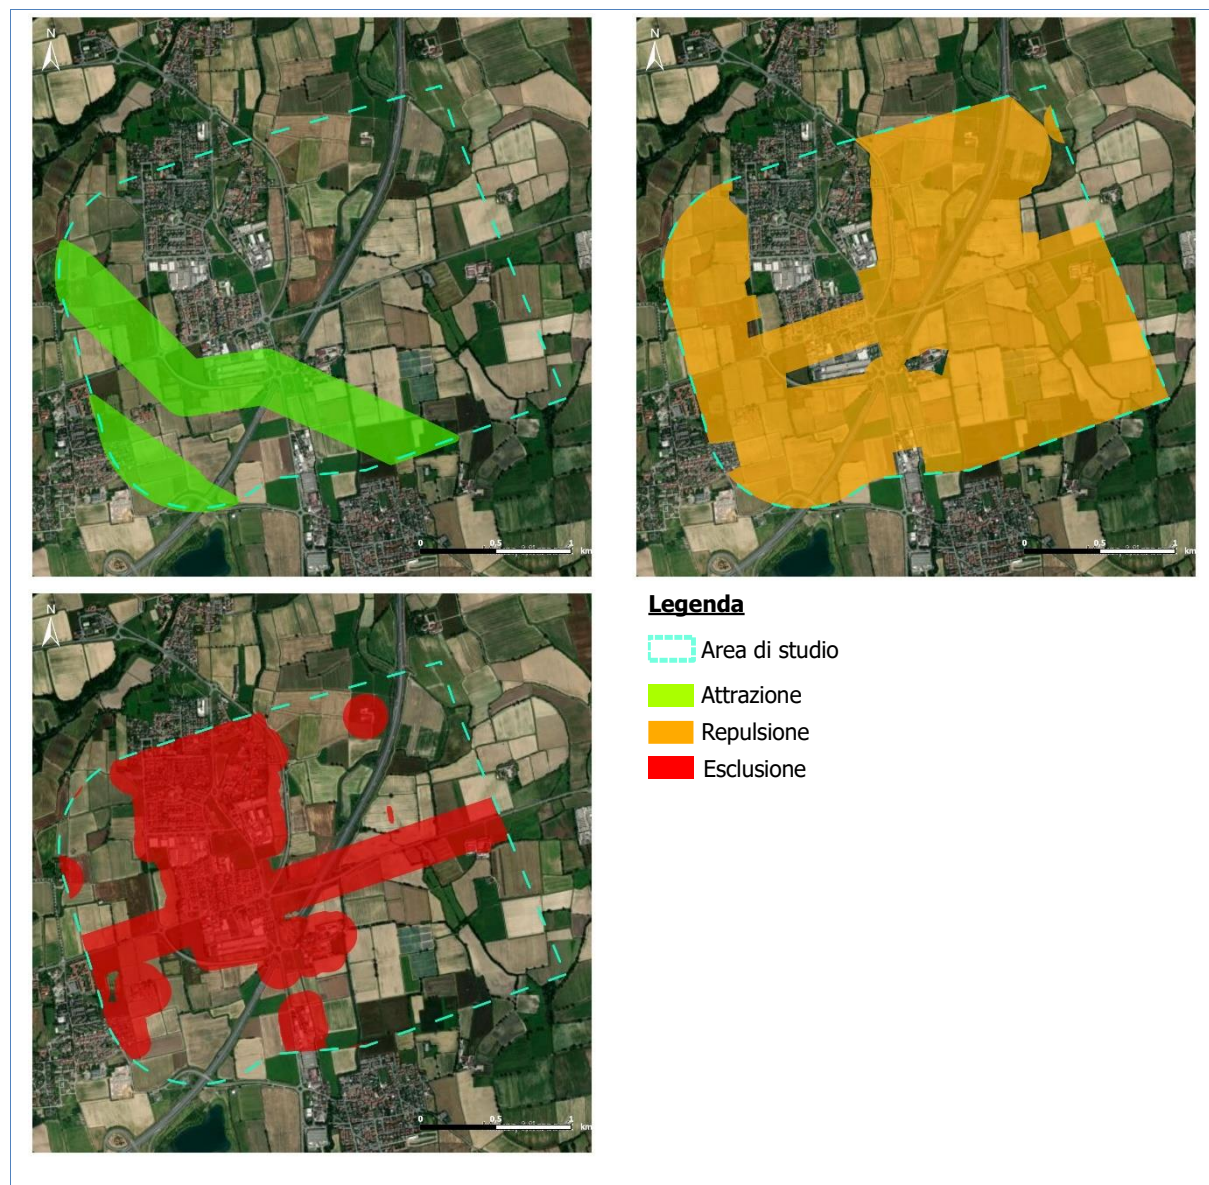 N
N
0 0.5 1
km
0 0.5 1
km
N
Legenda
Area di studio
Attrazione
Repulsione
Esclusione
0 0.5 1
km